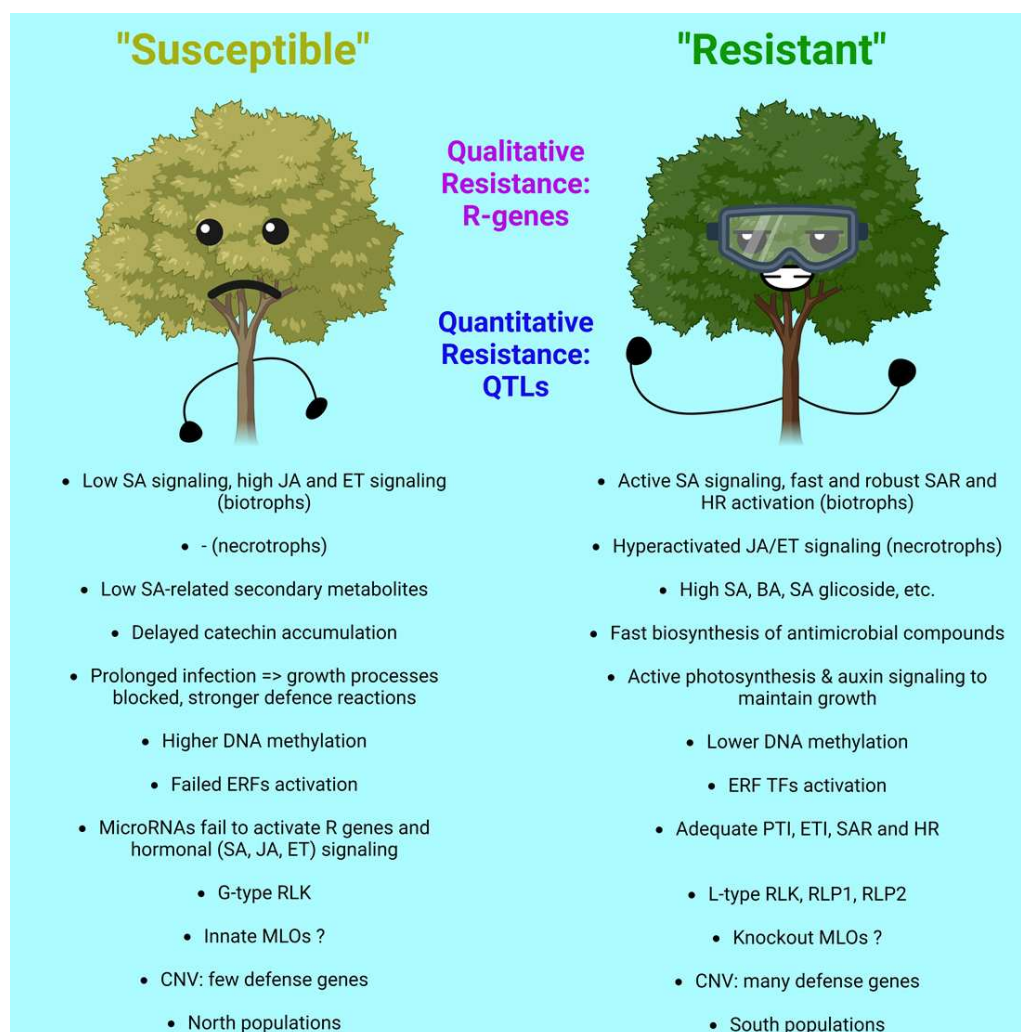 "Susceptible"
"Resistant"
Qualitative
Resistance:
R-genes
Quantitative
Resistance:
QTLs
• Low SA signaling, high JA and ET signaling
(biotrophs)
• - (necrotrophs)
• Low SA-related secondary metabolites
• Delayed catechin accumulation
• Prolonged infection => growth processes
blocked, stronger defence reactions
• Higher DNA methylation
• Failed ERFs activation
• MicroRNAs fail to activate R genes and
hormonal (SA, JA, ET) signaling
• G-type RLK
• Innate MLOs ?
• CNV: few defense genes
• North populations
• Active SA signaling, fast and robust SAR and
HR activation (biotrophs)
• Hyperactivated JA/ET signaling (necrotrophs)
• High SA, BA, SA glicoside, etc.
• Fast biosynthesis of antimicrobial compounds
• Active photosynthesis & auxin signaling to
maintain growth
• Lower DNA methylation
• ERF TFs activation
• Adequate PTI, ETI, SAR and HR
• L-type RLK, RLP1, RLP2
• Knockout MLOs ?
• CNV: many defense genes
• South populations